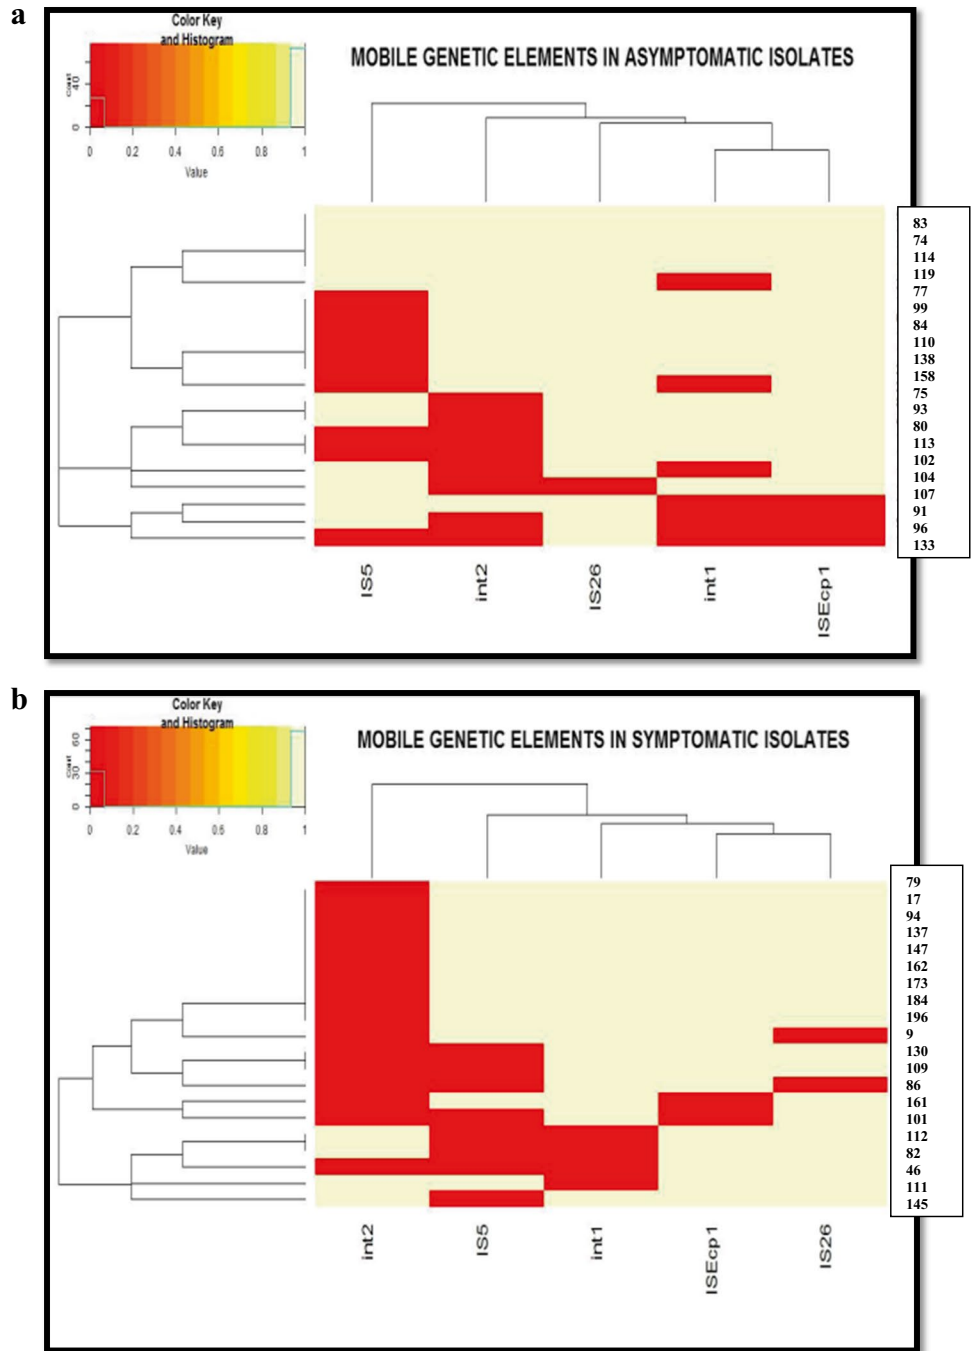 a
Color Key
and Histogram
MOBILE GENETIC ELEMENTS IN ASYMPTOMATIC ISOLATES
Count
0 40
0 0.2 0.4 0.6 0.8 1
Value
83
74
114
119
77
99
84
110
138
158
75
93
80
113
102
104
107
91
96
133
IS5 int2 IS26 int1 ISEcp1
b
Color Key
and Histogram
MOBILE GENETIC ELEMENTS IN SYMPTOMATIC ISOLATES
Count
0 30 60
0 0.2 0.4 0.6 0.8 1
Value
79
17
94
137
147
162
173
184
196
9
130
109
86
161
101
112
82
46
111
145
int2 IS5 int1 ISEcp1 IS26